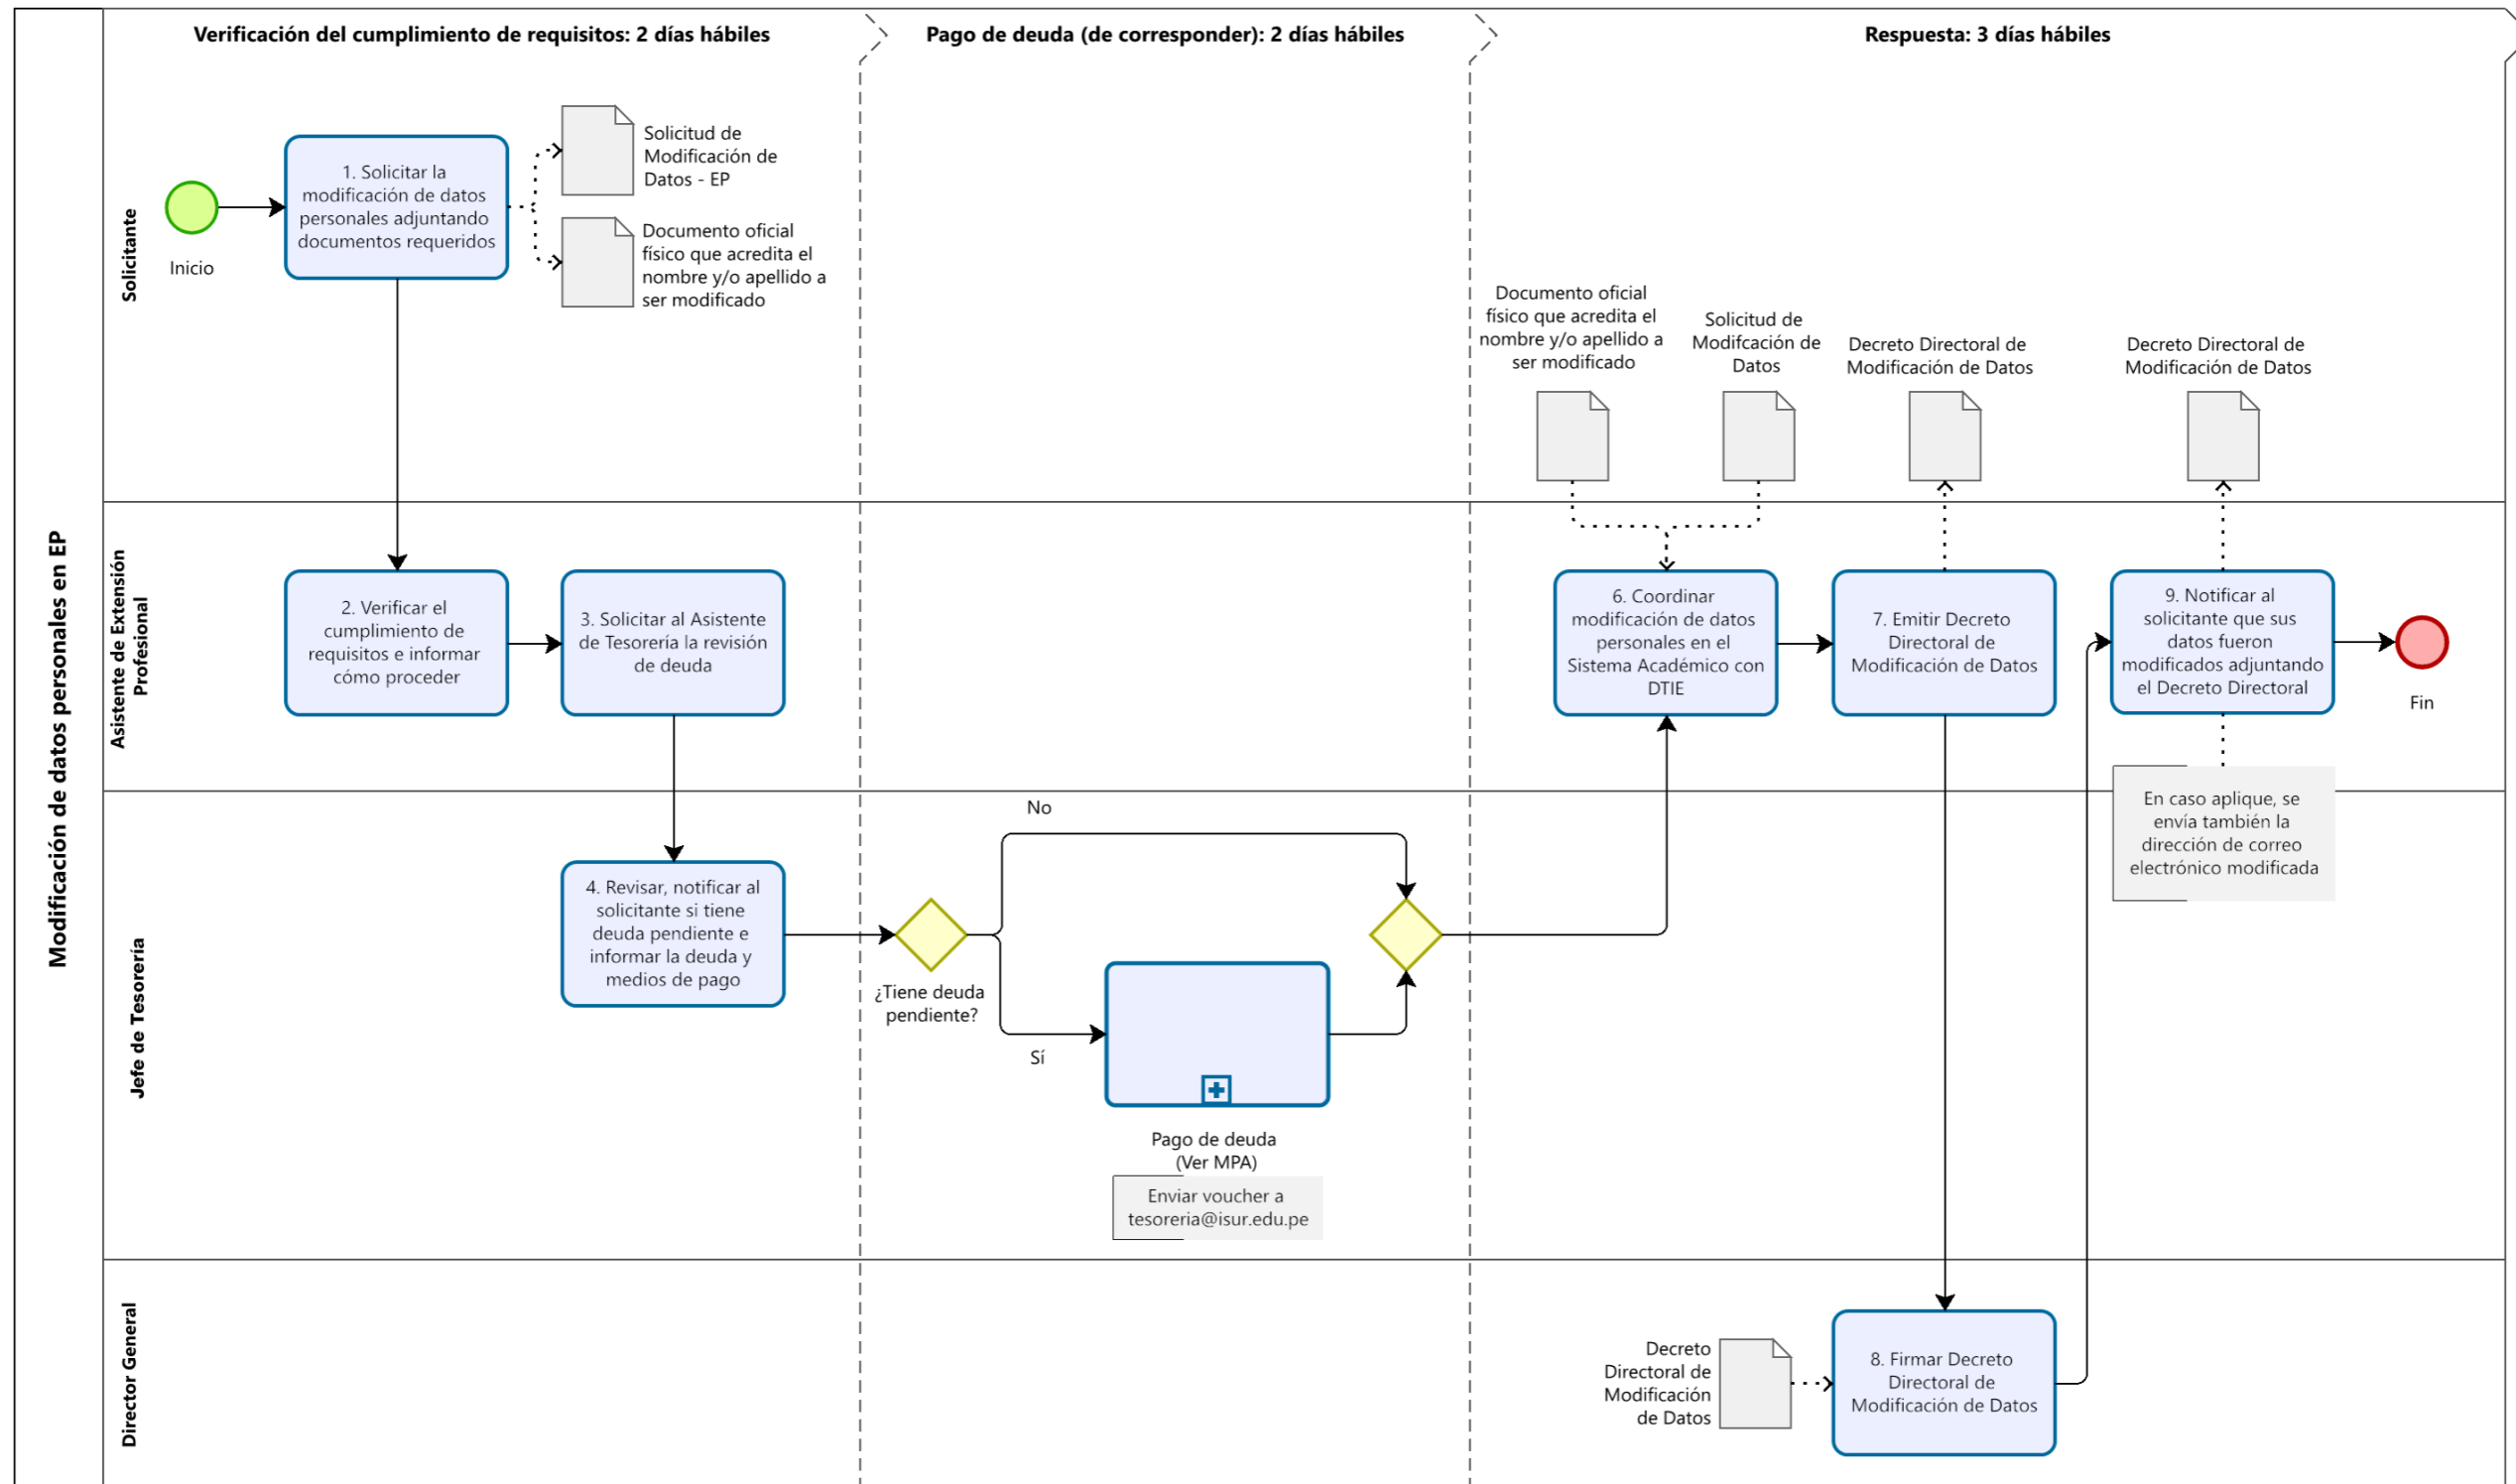 Modificación de datos personales en EP
Verificación del cumplimiento de requisitos: 2 días hábiles
Pago de deuda (de corresponder): 2 días hábiles
Respuesta: 3 días hábiles
Solicitante
Inicio
1. Solicitar la
modificación de datos
personales adjuntando
documentos requeridos
Solicitud de
Modificación de
Datos - EP
Documento oficial
físico que acredita el
nombre y/o apellido a
ser modificado
Documento oficial
físico que acredita el
nombre y/o apellido a
ser modificado
Solicitud de
Modifcación de
Datos
Decreto Directoral de
Modificación de Datos
Decreto Directoral de
Modificación de Datos
Asistente de Extensión
Profesional
2. Verificar el
cumplimiento de
requisitos e informar
cómo proceder
3. Solicitar al Asistente
de Tesorería la revisión
de deuda
6. Coordinar
modificación de datos
personales en el
Sistema Académico con
DTIE
7. Emitir Decreto
Directoral de
Modificación de Datos
9. Notificar al
solicitante que sus
datos fueron
modificados adjuntando
el Decreto Directoral
Fin
En caso aplique, se
envía también la
dirección de correo
electrónico modificada
Jefe de Tesorería
4. Revisar, notificar al
solicitante si tiene
deuda pendiente e
informar la deuda y
medios de pago
¿Tiene deuda
pendiente?
No
Sí
Pago de deuda
(Ver MPA)
Enviar voucher a
tesoreria@isur.edu.pe
Director General
Decreto
Directoral de
Modificación
de Datos
8. Firmar Decreto
Directoral de
Modificación de Datos